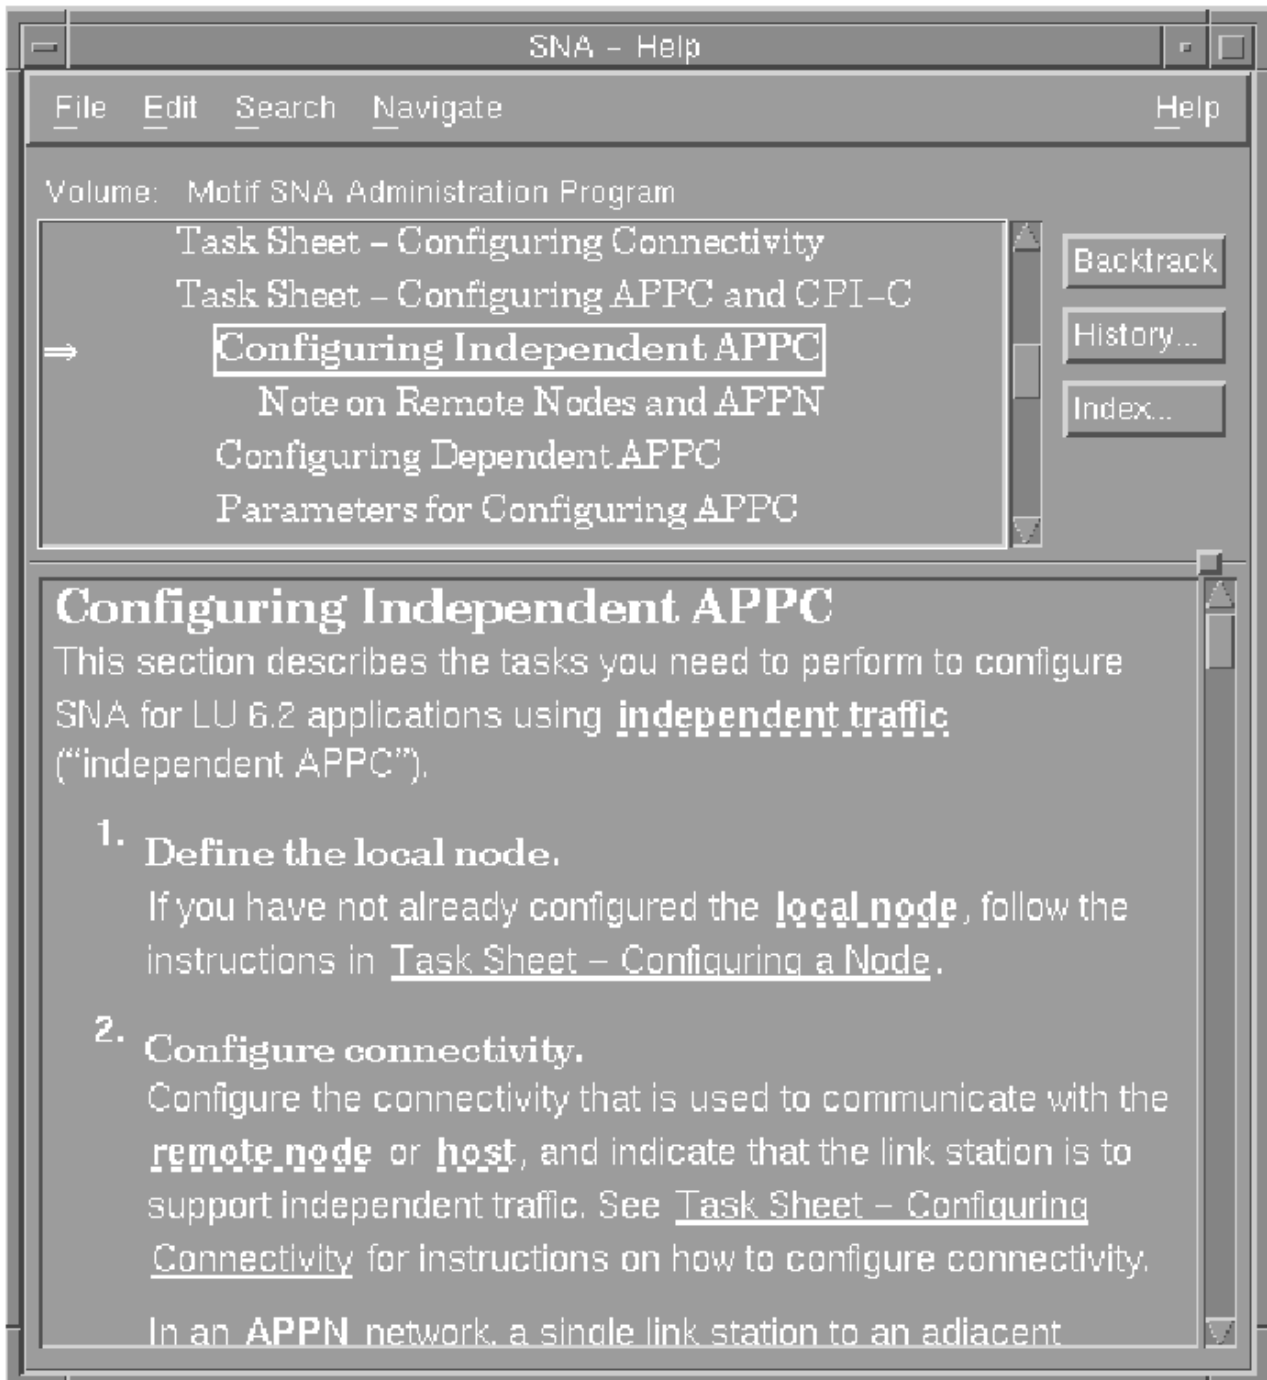 SNA – Help
File Edit Search Navigate Help
Volume: Motif SNA Administration Program
Task Sheet – Configuring Connectivity
Task Sheet – Configuring APPC and CPI–C
⇒ Configuring Independent APPC
Note on Remote Nodes and APPN
Configuring Dependent APPC
Parameters for Configuring APPC
Backtrack
History...
Index...
Configuring Independent APPC
This section describes the tasks you need to perform to configure
SNA for LU 6.2 applications using independent traffic
(“independent APPC”).
1. Define the local node.
If you have not already configured the local node, follow the
instructions in Task Sheet – Configuring a Node.
2. Configure connectivity.
Configure the connectivity that is used to communicate with the
remote node or host, and indicate that the link station is to
support independent traffic. See Task Sheet – Configuring
Connectivity for instructions on how to configure connectivity.
In an APPN network, a single link station to an adjacent